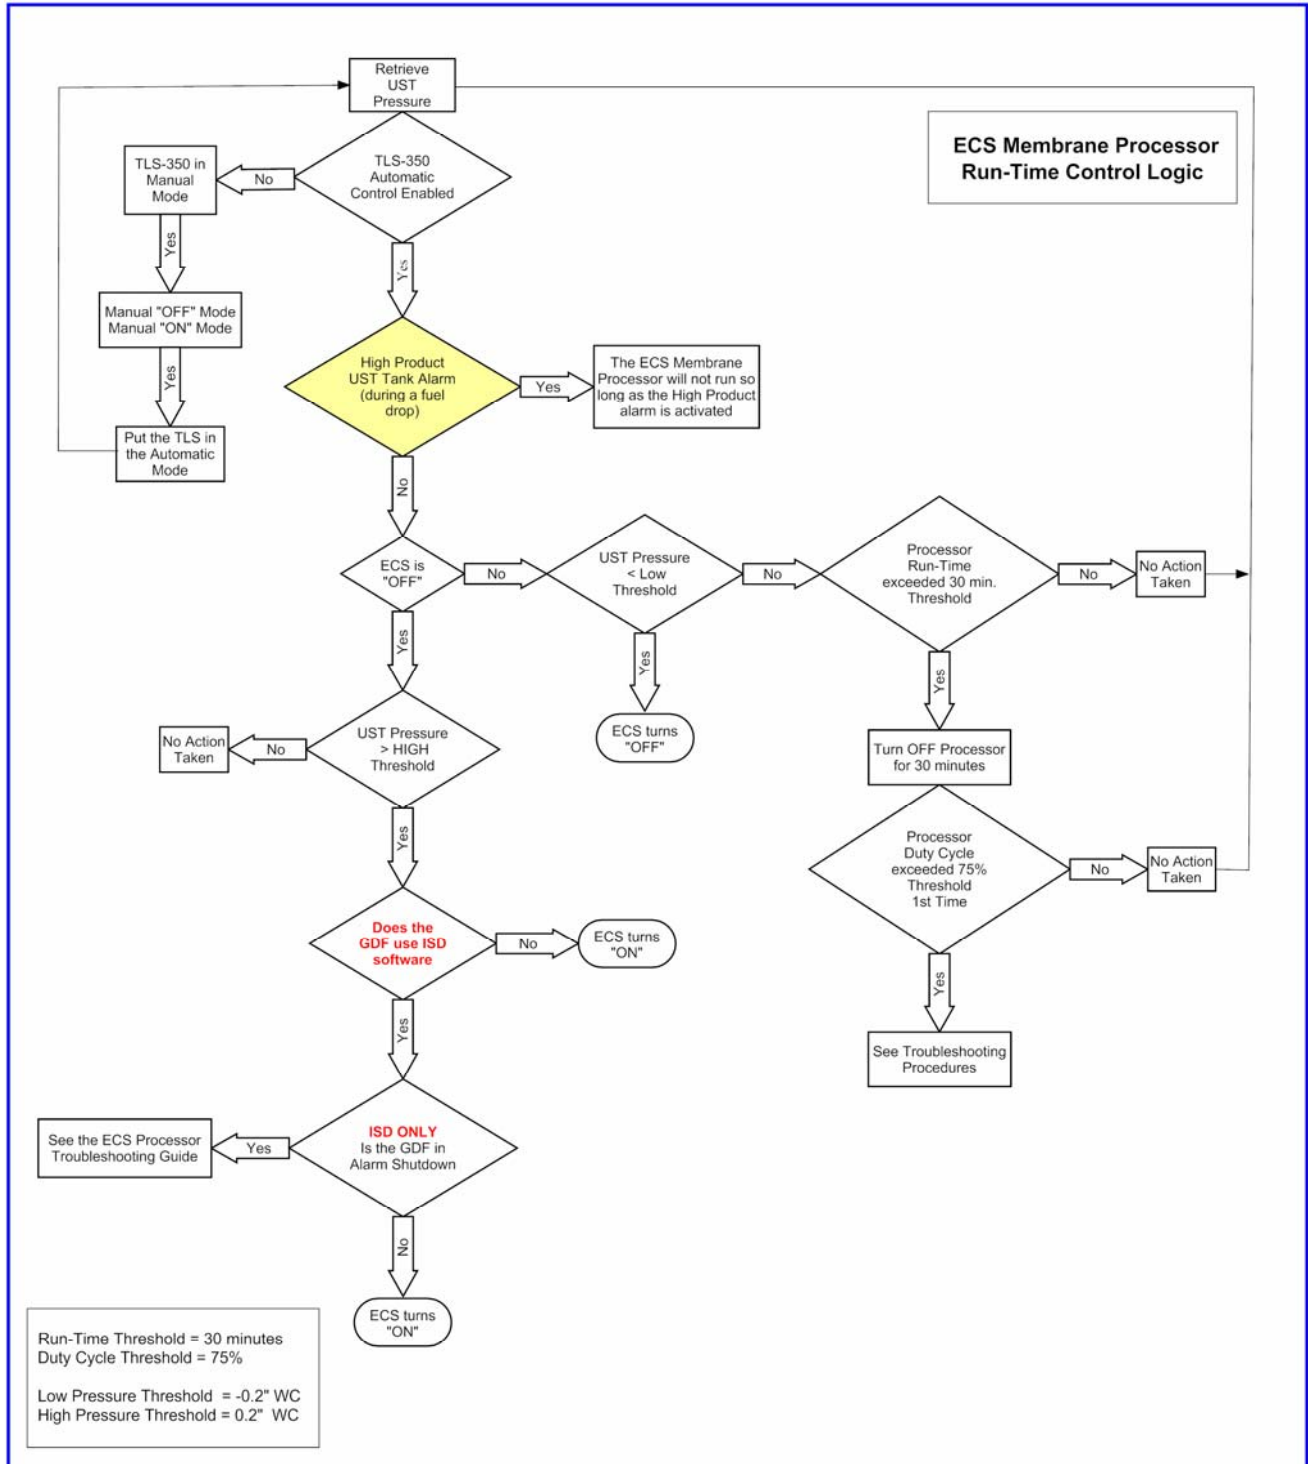 Retrieve
UST
Pressure
ECS Membrane Processor
Run-Time Control Logic
TLS-350
Automatic
Control Enabled
No
TLS-350 in
Manual
Mode
Yes
Manual "OFF" Mode
Manual "ON" Mode
Yes
Put the TLS in
the Automatic
Mode
Yes
High Product
UST Tank Alarm
(during a fuel
drop)
Yes
The ECS Membrane
Processor will not run so
long as the High Product
alarm is activated
No
ECS is
"OFF"
No
UST Pressure
< Low
Threshold
No
Processor
Run-Time
exceeded 30 min.
Threshold
No
No Action
Taken
Yes
ECS turns
"OFF"
Yes
Turn OFF Processor
for 30 minutes
Processor
Duty Cycle
exceeded 75%
Threshold
1st Time
No
No Action
Taken
Yes
See Troubleshooting
Procedures
Yes
UST Pressure
> HIGH
Threshold
No
No Action
Taken
Yes
Does the
GDF use ISD
software
No
ECS turns
"ON"
Yes
ISD ONLY
Is the GDF in
Alarm Shutdown
Yes
See the ECS Processor
Troubleshooting Guide
No
ECS turns
"ON"
Run-Time Threshold = 30 minutes
Duty Cycle Threshold = 75%
Low Pressure Threshold = -0.2" WC
High Pressure Threshold = 0.2" WC